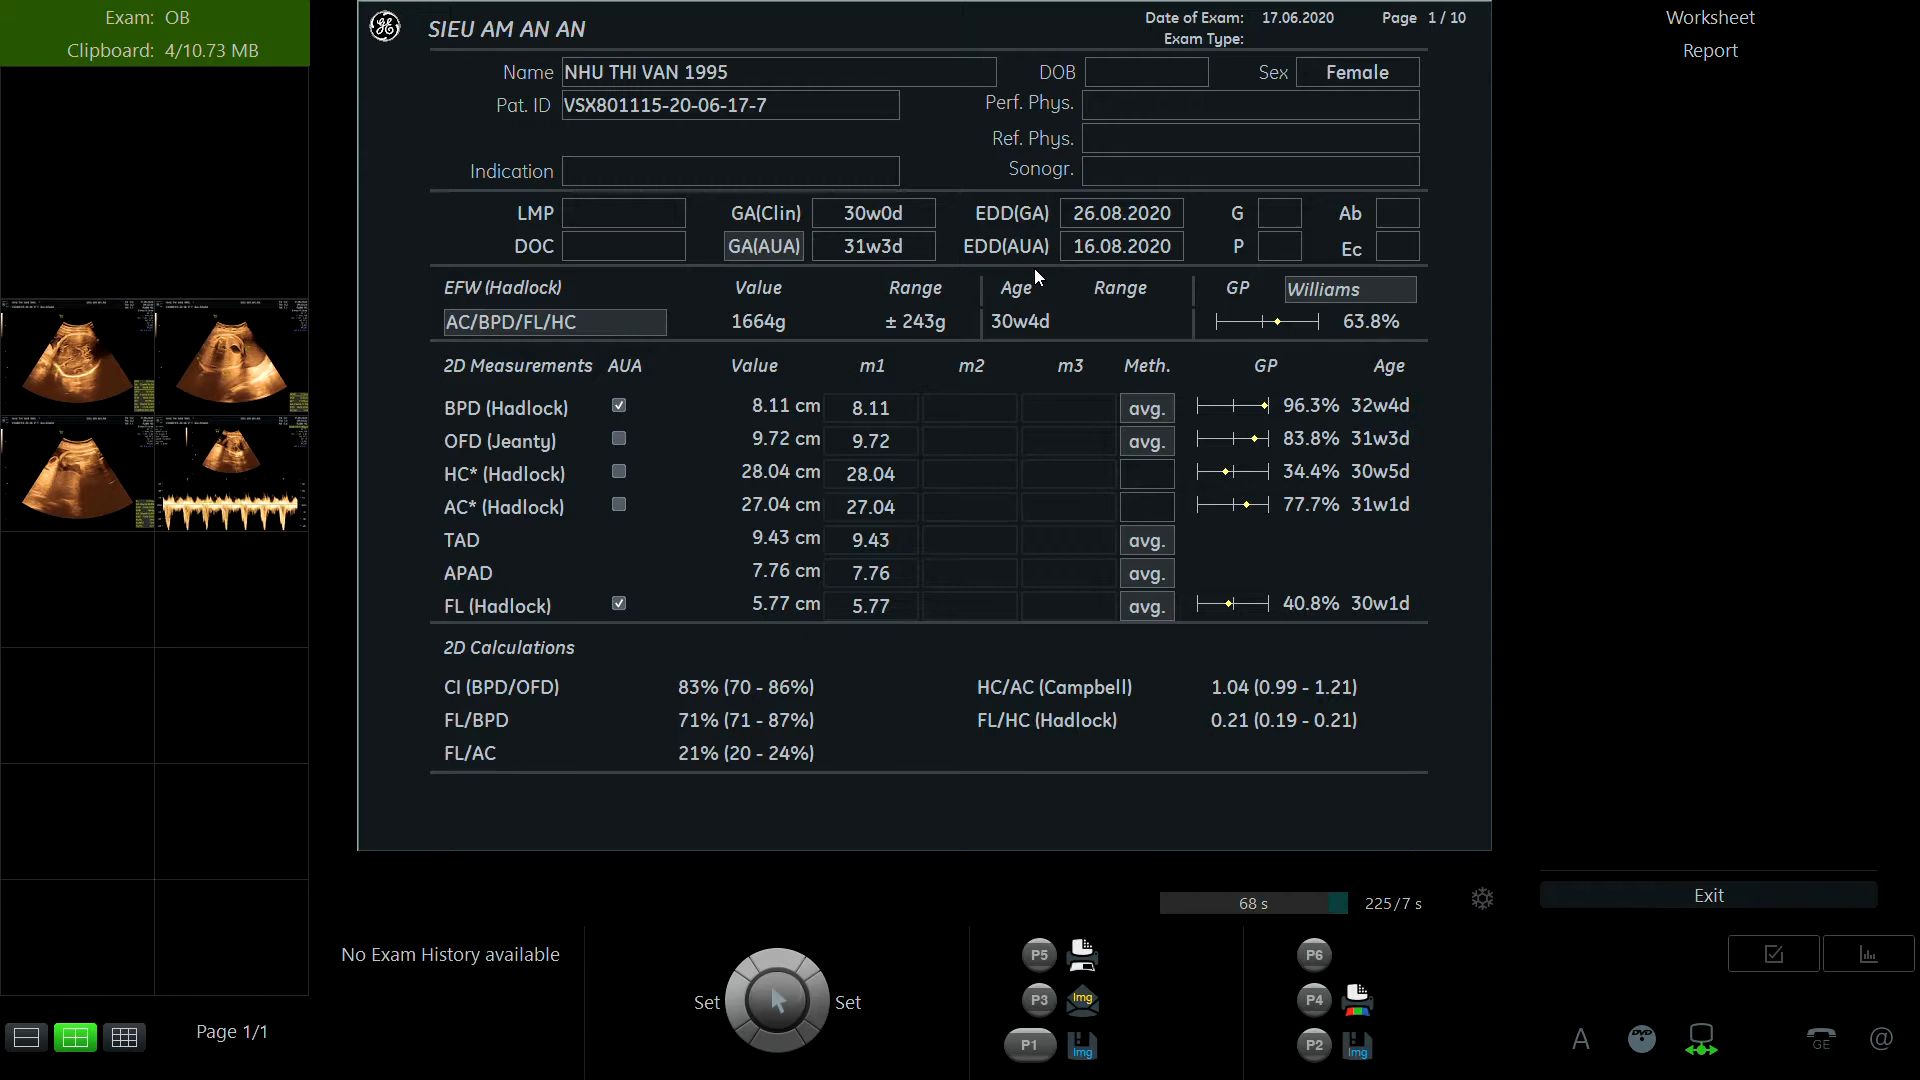 Exam: OB
Clipboard: 4/10.73 MB
SIEU AM AN AN
Date of Exam: 17.06.2020 Page 1 / 10
Exam Type:
Worksheet
Report
Name NHU THI VAN 1995 DOB Sex Female
Pat. ID VSX801115-20-06-17-7 Perf. Phys.
Ref. Phys.
Indication Sonogr.
LMP GA(Clin) 30w0d EDD(GA) 26.08.2020 G Ab
DOC GA(AUA) 31w3d EDD(AUA) 16.08.2020 P Ec
EFW (Hadlock) Value Range Age Range GP Williams
AC/BPD/FL/HC 1664g ± 243g 30w4d 63.8%
2D Measurements AUA Value m1 m2 m3 Meth. GP Age
BPD (Hadlock) 8.11 cm 8.11 avg. 96.3% 32w4d
OFD (Jeanty) 9.72 cm 9.72 avg. 83.8% 31w3d
HC* (Hadlock) 28.04 cm 28.04 34.4% 30w5d
AC* (Hadlock) 27.04 cm 27.04 77.7% 31w1d
TAD 9.43 cm 9.43 avg.
APAD 7.76 cm 7.76 avg.
FL (Hadlock) 5.77 cm 5.77 avg. 40.8% 30w1d
2D Calculations
CI (BPD/OFD) 83% (70 - 86%) HC/AC (Campbell) 1.04 (0.99 - 1.21)
FL/BPD 71% (71 - 87%) FL/HC (Hadlock) 0.21 (0.19 - 0.21)
FL/AC 21% (20 - 24%)
68 s 225/7 s
Exit
No Exam History available
Set Set
P5 P6
P3 Img P4
P1 Img P2 Img
Page 1/1
A DVD GE @